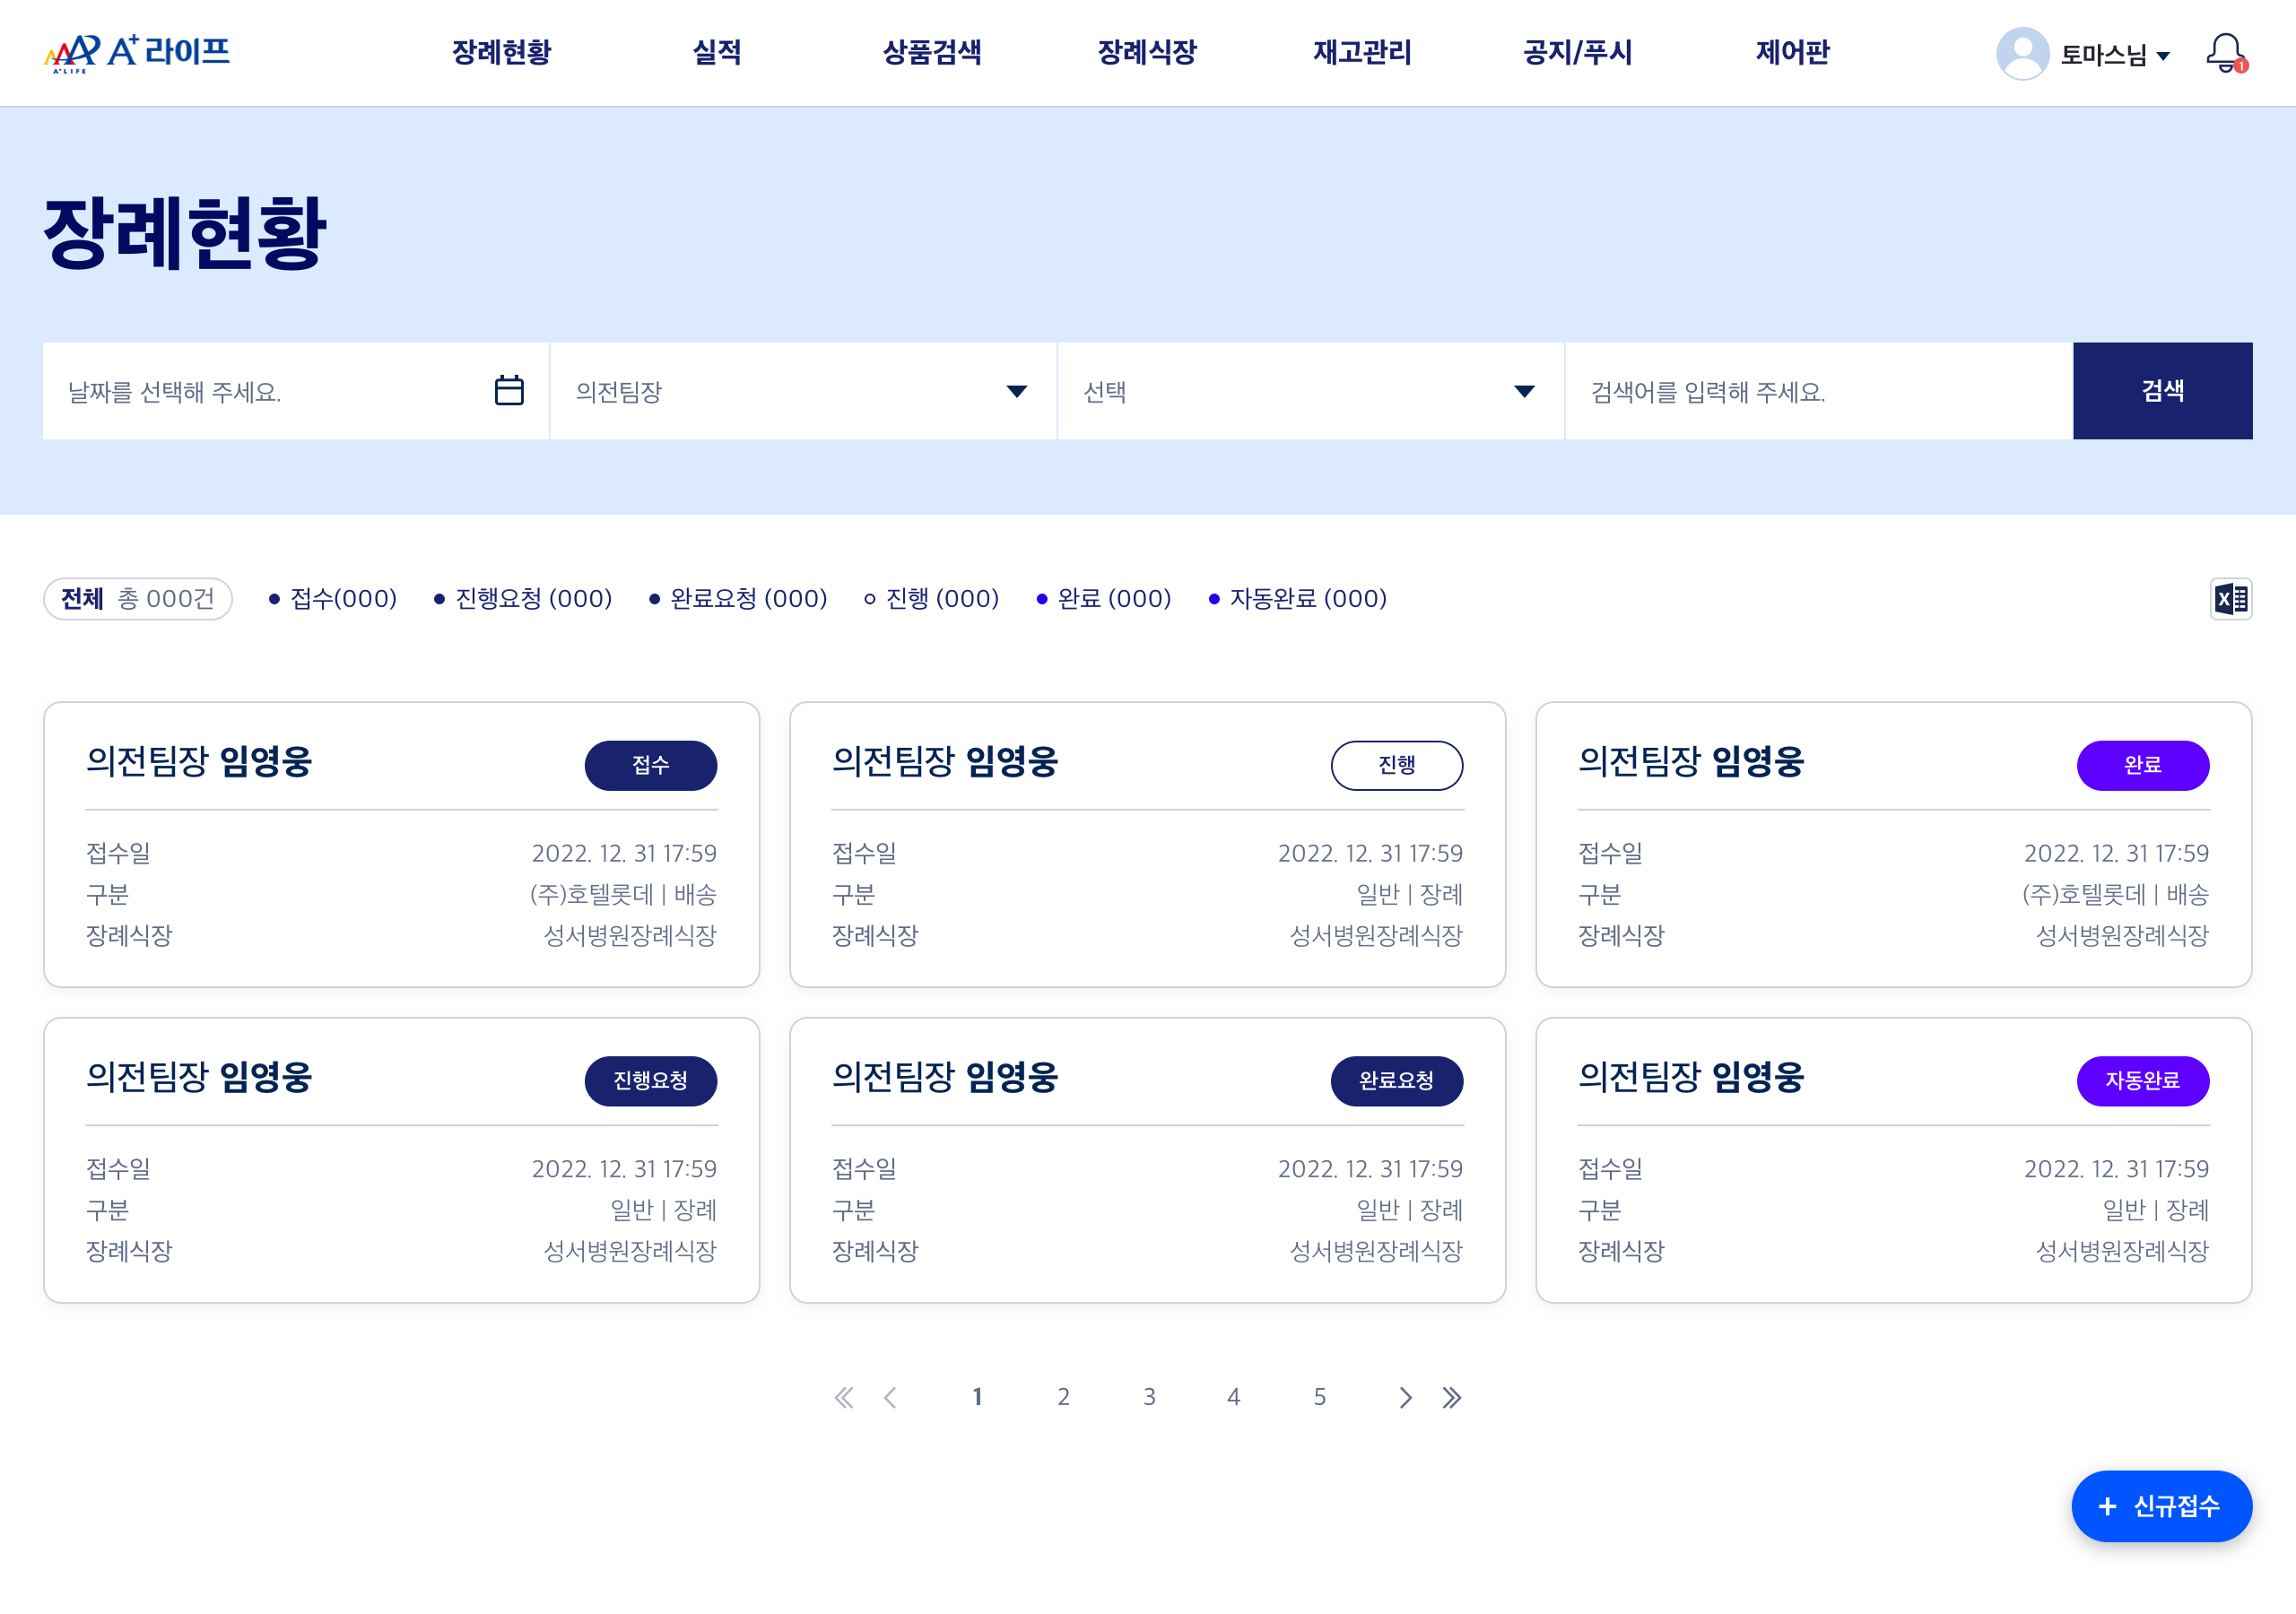 A+LIFE A+ 라이프 장례현황 실적 상품검색 장례식장 재고관리 공지/푸시 제어판 토마스님 1
장례현황
날짜를 선택해 주세요. 의전팀장 선택 검색어를 입력해 주세요. 검색
전체 총 000건 접수(000) 진행요청 (000) 완료요청 (000) 진행 (000) 완료 (000) 자동완료 (000) X
의전팀장 임영웅 접수
접수일 2022. 12. 31 17:59
구분 (주)호텔롯데 | 배송
장례식장 성서병원장례식장
의전팀장 임영웅 진행
접수일 2022. 12. 31 17:59
구분 일반 | 장례
장례식장 성서병원장례식장
의전팀장 임영웅 완료
접수일 2022. 12. 31 17:59
구분 (주)호텔롯데 | 배송
장례식장 성서병원장례식장
의전팀장 임영웅 진행요청
접수일 2022. 12. 31 17:59
구분 일반 | 장례
장례식장 성서병원장례식장
의전팀장 임영웅 완료요청
접수일 2022. 12. 31 17:59
구분 일반 | 장례
장례식장 성서병원장례식장
의전팀장 임영웅 자동완료
접수일 2022. 12. 31 17:59
구분 일반 | 장례
장례식장 성서병원장례식장
1 2 3 4 5
+ 신규접수